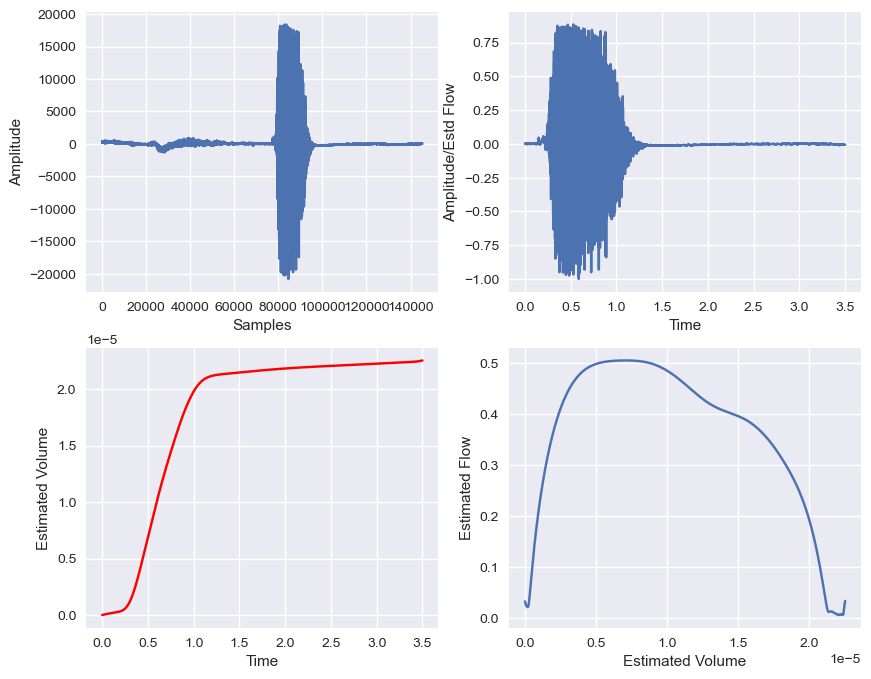 20000
15000
10000
5000
0
−5000
−10000
−15000
−20000
Amplitude
0 20000 40000 60000 80000 100000 120000 140000
Samples
0.75
0.50
0.25
0.00
−0.25
−0.50
−0.75
−1.00
Amplitude/Estd Flow
0.0 0.5 1.0 1.5 2.0 2.5 3.0 3.5
Time
1e−5
2.0
1.5
1.0
0.5
0.0
Estimated Volume
0.0 0.5 1.0 1.5 2.0 2.5 3.0 3.5
Time
0.5
0.4
0.3
0.2
0.1
0.0
Estimated Flow
0.0 0.5 1.0 1.5 2.0
1e−5
Estimated Volume